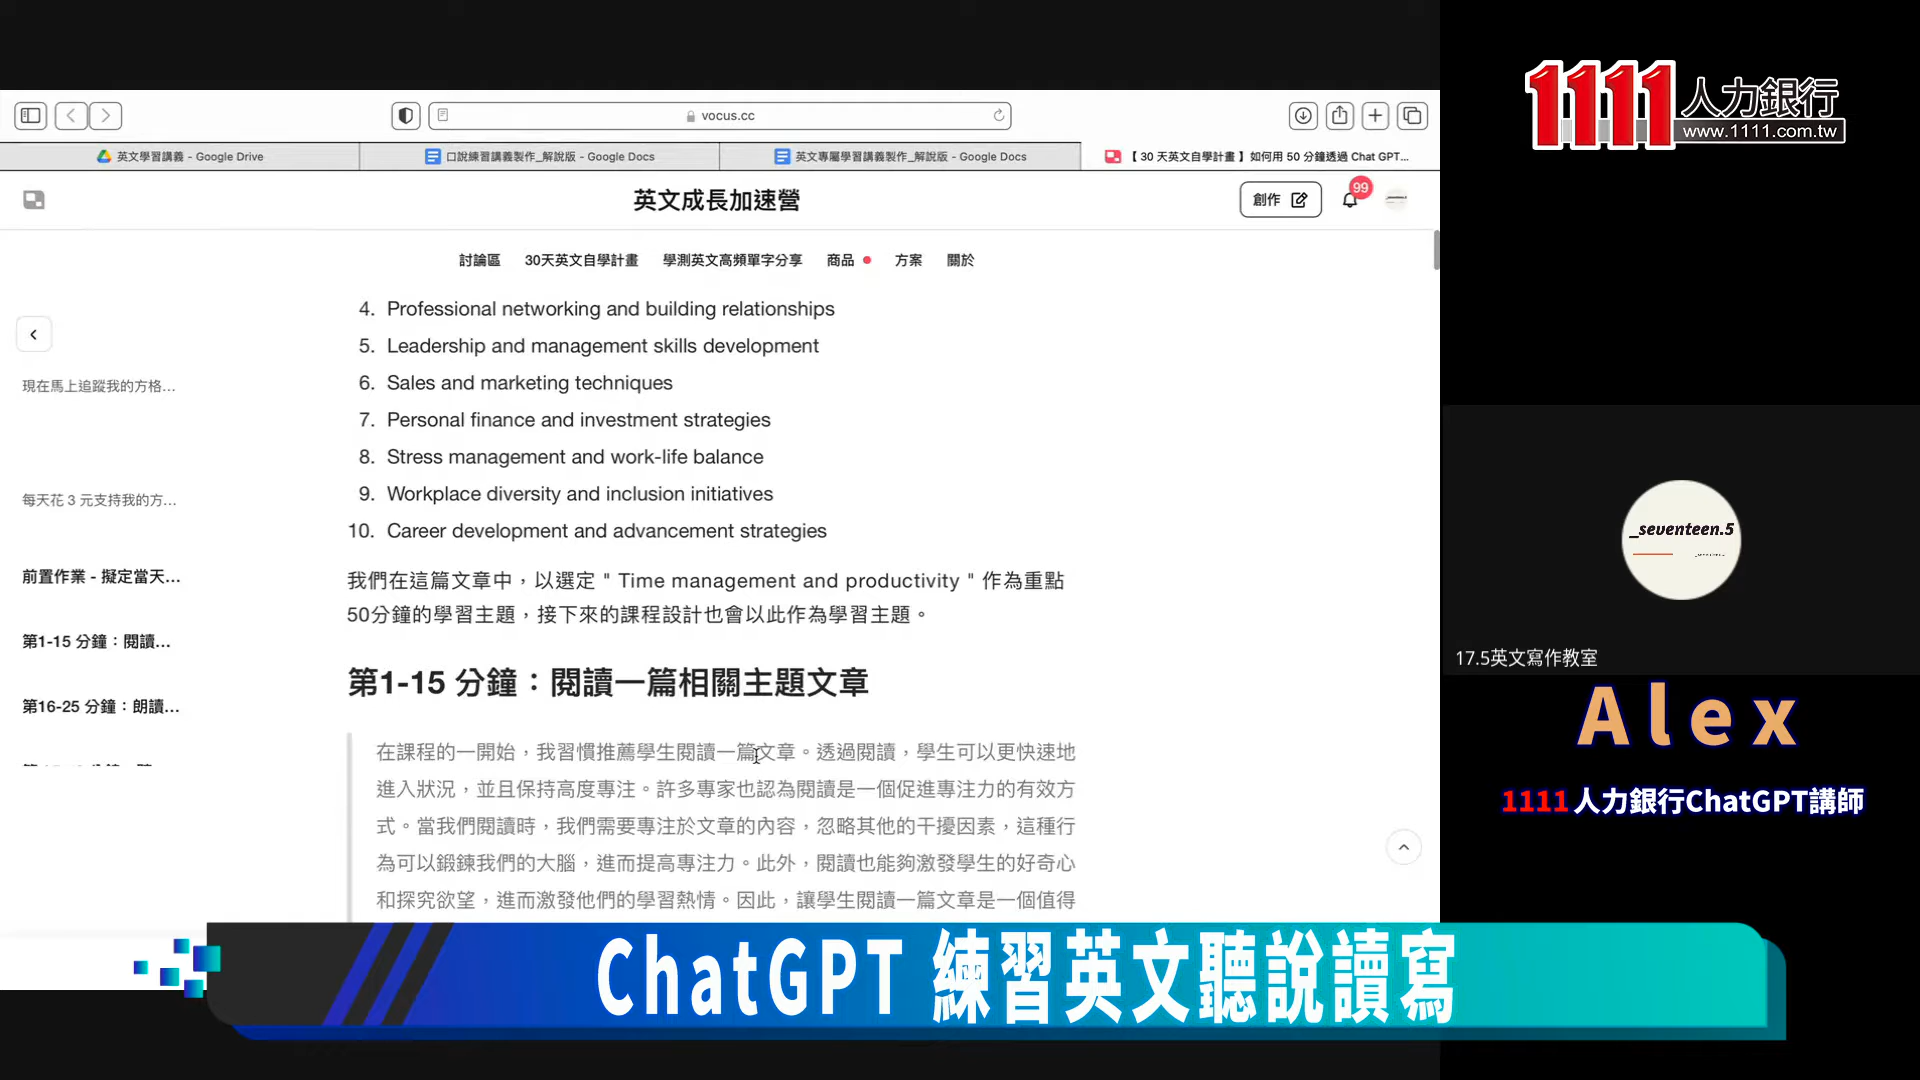 vocus.cc
英文學習講義 - Google Drive
口說練習講義製作_解說版 - Google Docs
英文專屬學習講義製作_解說版 - Google Docs
【 30 天英文自學計畫 】如何用 50 分鐘透過 Chat GPT...
英文成長加速營
創作
99
討論區 30天英文自學計畫 學測英文高頻單字分享 商品 方案 關於
4. Professional networking and building relationships
5. Leadership and management skills development
6. Sales and marketing techniques
7. Personal finance and investment strategies
8. Stress management and work-life balance
9. Workplace diversity and inclusion initiatives
10. Career development and advancement strategies
我們在這篇文章中，以選定 " Time management and productivity " 作為重點
50分鐘的學習主題，接下來的課程設計也會以此作為學習主題。
第1-15 分鐘：閱讀一篇相關主題文章
在課程的一開始，我習慣推薦學生閱讀一篇文章。透過閱讀，學生可以更快速地
進入狀況，並且保持高度專注。許多專家也認為閱讀是一個促進專注力的有效方
式。當我們閱讀時，我們需要專注於文章的內容，忽略其他的干擾因素，這種行
為可以鍛鍊我們的大腦，進而提高專注力。此外，閱讀也能夠激發學生的好奇心
和探究欲望，進而激發他們的學習熱情。因此，讓學生閱讀一篇文章是一個值得
現在馬上追蹤我的方格...
每天花 3 元支持我的方...
前置作業 - 擬定當天...
第1-15 分鐘：閱讀...
第16-25 分鐘：朗讀...
1111人力銀行
www.1111.com.tw
_seventeen.5
17.5英文寫作教室
Alex
1111人力銀行ChatGPT講師
ChatGPT 練習英文聽說讀寫